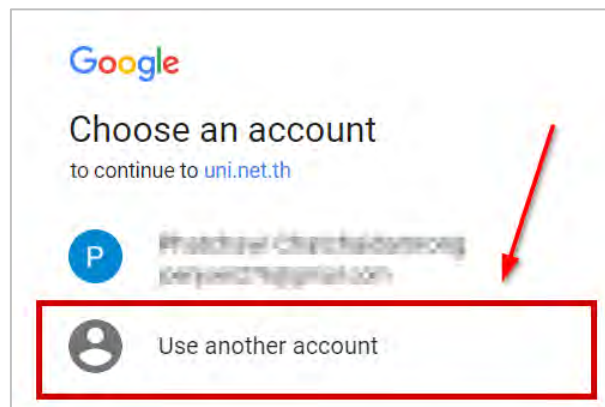 Google
Choose an account
to continue to uni.net.th
P
Use another account